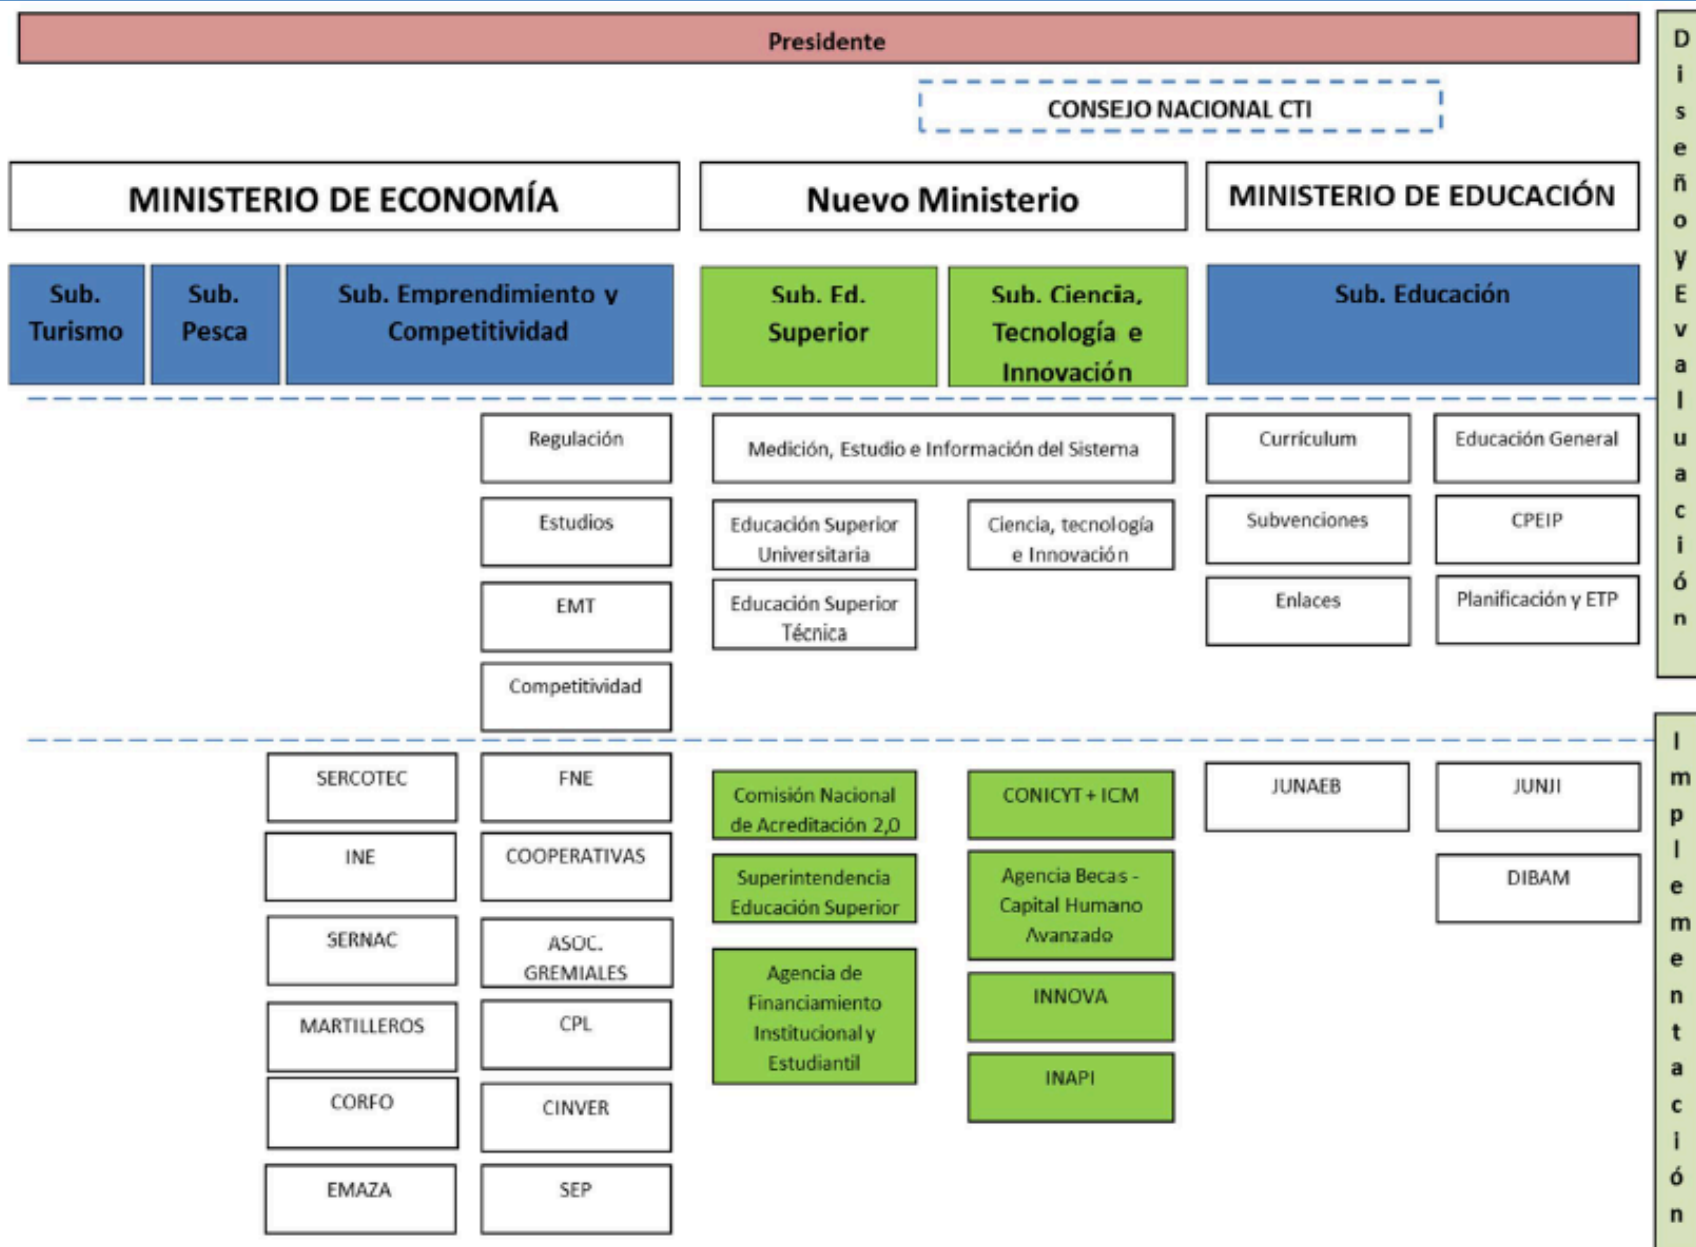 Presidente
CONSEJO NACIONAL CTI
MINISTERIO DE ECONOMÍA
Nuevo Ministerio
MINISTERIO DE EDUCACIÓN
Sub.
Turismo
Sub.
Pesca
Sub. Emprendimiento y
Competitividad
Sub. Ed.
Superior
Sub. Ciencia,
Tecnología e
Innovación
Sub. Educación
Regulación
Estudios
EMT
Competitividad
Medición, Estudio e Información del Sistema
Educación Superior
Universitaria
Educación Superior
Técnica
Ciencia, tecnología
e Innovación
Currículum
Educación General
Subvenciones
CPEIP
Enlaces
Planificación y ETP
Diseño y Evaluación
SERCOTEC
FNE
INE
COOPERATIVAS
SERNAC
ASOC.
GREMIALES
MARTILLEROS
CPL
CORFO
CINVER
EMAZA
SEP
Comisión Nacional
de Acreditación 2,0
Superintendencia
Educación Superior
Agencia de
Financiamiento
Institucional y
Estudiantil
CONICYT + ICM
Agencia Becas -
Capital Humano
Avanzado
INNOVA
INAPI
JUNAEB
JUNJI
DIBAM
Implementación